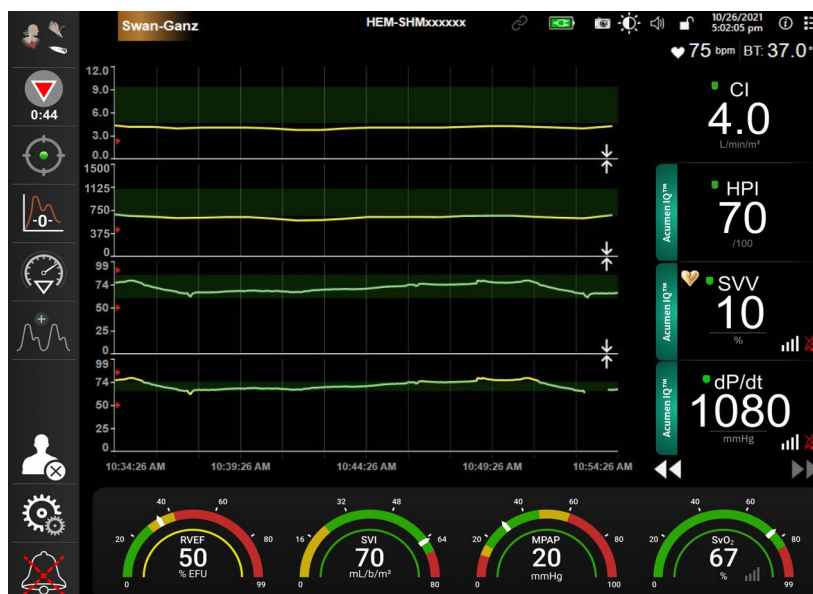 Swan-Ganz
HEM-SHMxxxxxx
10/26/2021
5:02:05 pm
75 bpm BT: 37.0°
0:44
-0-
12.0
9.0
6.0
3.0
0.0
1500
1125
750
375
0
99
74
50
25
0
99
74
50
25
0
10:34:26 AM 10:39:26 AM 10:44:26 AM 10:49:26 AM 10:54:26 AM
CI
4.0
L/min/m²
Acumen IQ™
HPI
70
/100
Acumen IQ™
SVV
10
%
Acumen IQ™
dP/dt
1080
mmHg
0 20 40 60 80 99
RVEF
50
% EFU
0 16 32 48 64 80
SVI
70
mL/b/m²
0 20 40 60 80 100
MPAP
20
mmHg
0 20 40 60 80 99
SvO₂
67
%